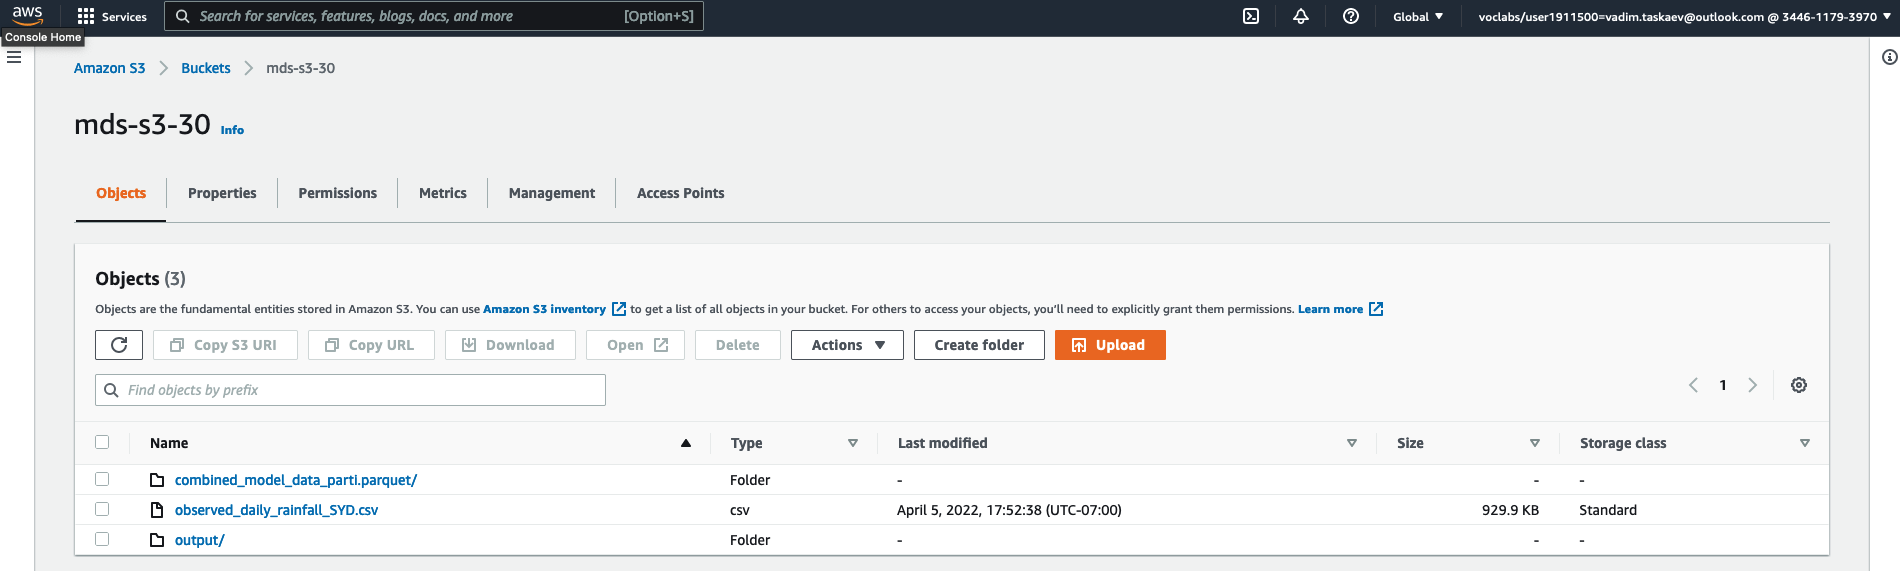 aws Services Search for services, features, blogs, docs, and more [Option+S] Global voclabs/user1911500=vadim.taskaev@outlook.com @ 3446-1179-3970
Console Home
Amazon S3 Buckets mds-s3-30
mds-s3-30 Info
Objects Properties Permissions Metrics Management Access Points
Objects (3)
Objects are the fundamental entities stored in Amazon S3. You can use Amazon S3 inventory to get a list of all objects in your bucket. For others to access your objects, you'll need to explicitly grant them permissions. Learn more
Copy S3 URI Copy URL Download Open Delete Actions Create folder Upload
Find objects by prefix 1
Name Type Last modified Size Storage class
combined_model_data_parti.parquet/ Folder - - -
observed_daily_rainfall_SYD.csv csv April 5, 2022, 17:52:38 (UTC-07:00) 929.9 KB Standard
output/ Folder - - -